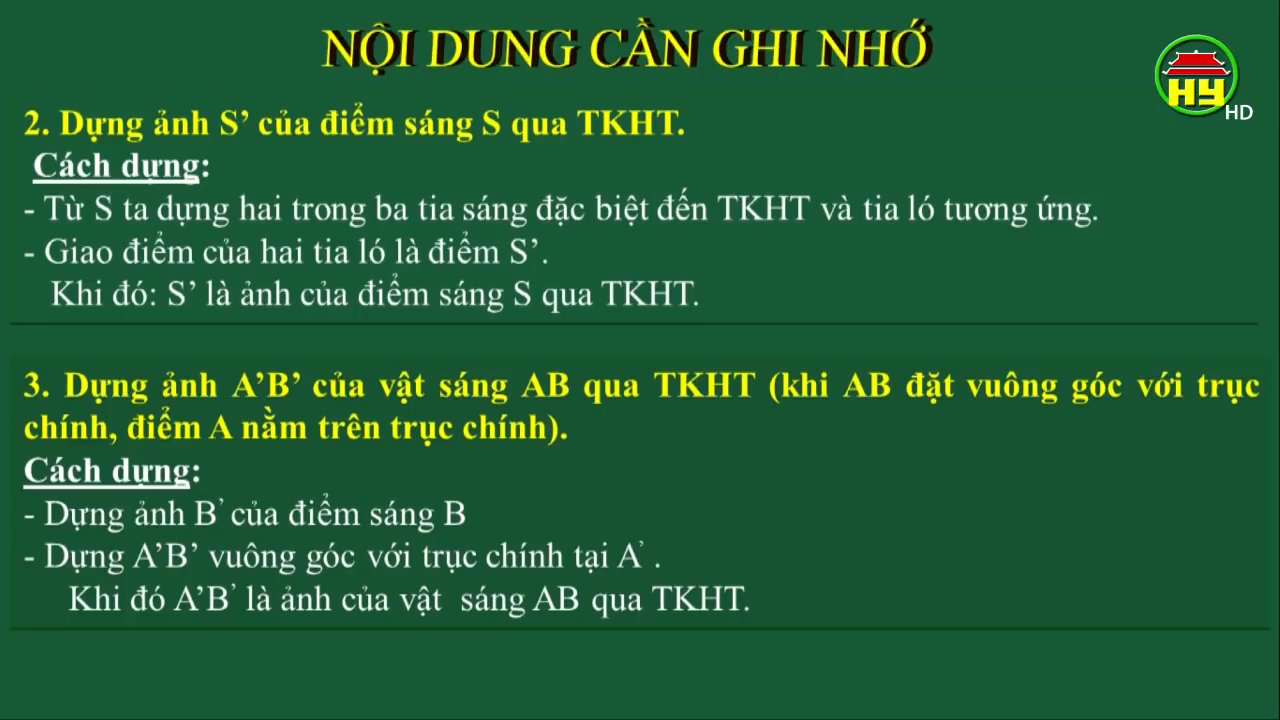 NỘI DUNG CẦN GHI NHỚ
HY
HD
2. Dựng ảnh S’ của điểm sáng S qua TKHT.
Cách dựng:
- Từ S ta dựng hai trong ba tia sáng đặc biệt đến TKHT và tia ló tương ứng.
- Giao điểm của hai tia ló là điểm S’.
Khi đó: S’ là ảnh của điểm sáng S qua TKHT.
3. Dựng ảnh A’B’ của vật sáng AB qua TKHT (khi AB đặt vuông góc với trục
chính, điểm A nằm trên trục chính).
Cách dựng:
- Dựng ảnh B’ của điểm sáng B
- Dựng A’B’ vuông góc với trục chính tại A’ .
Khi đó A’B’ là ảnh của vật sáng AB qua TKHT.